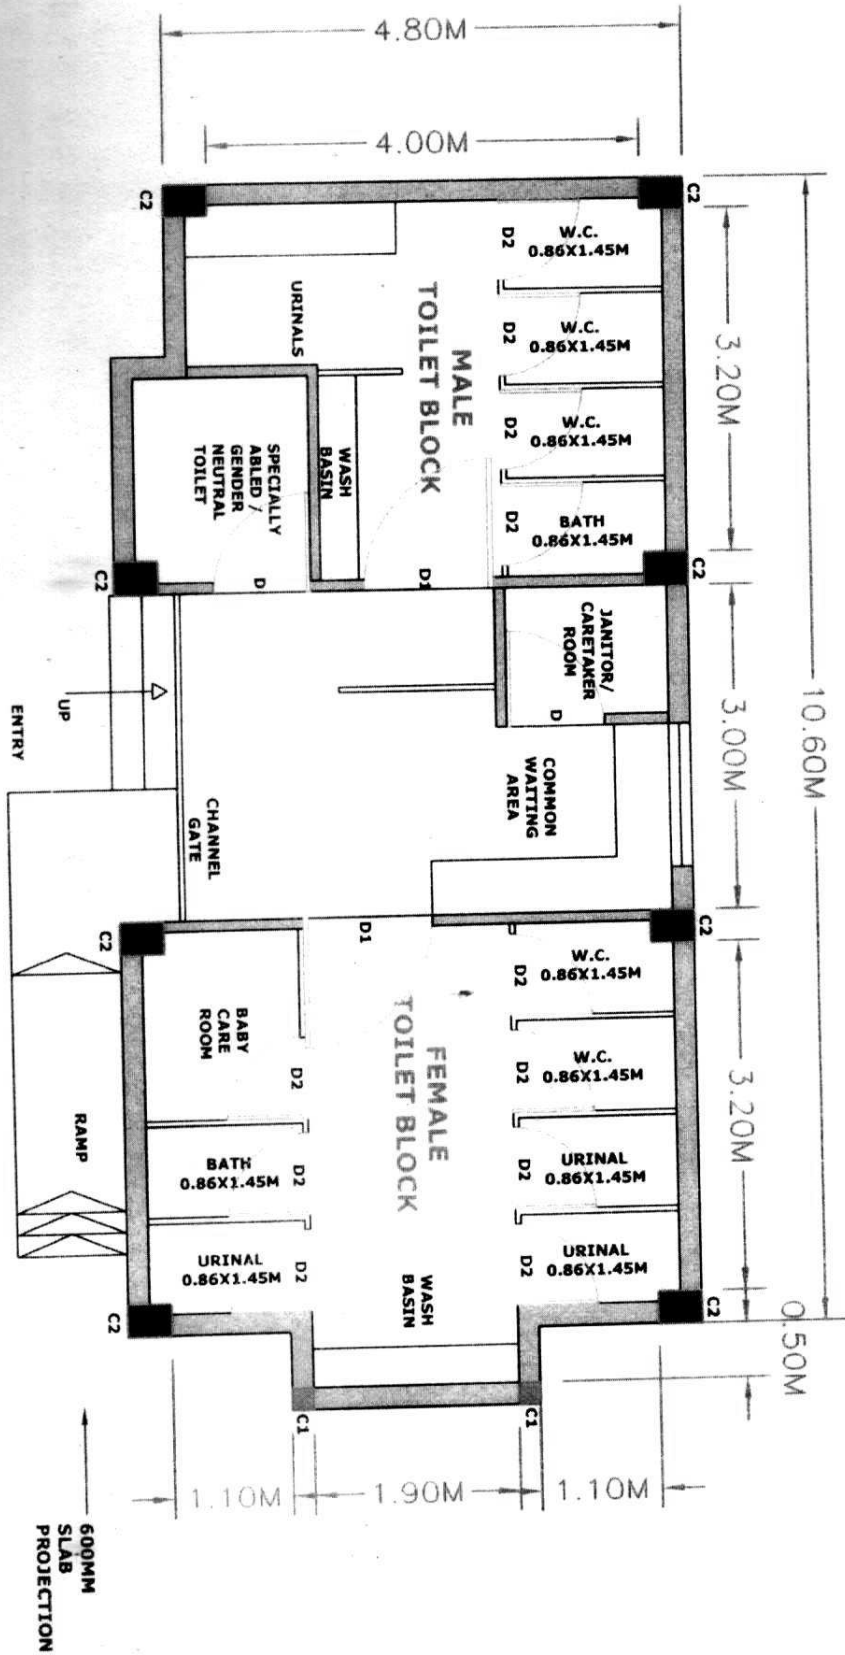 4.80M
4.00M
C2
C2
W.C.
0.86X1.45M
D2
W.C.
0.86X1.45M
D2
W.C.
0.86X1.45M
D2
BATH
0.86X1.45M
D2
URINALS
MALE
TOILET BLOCK
3.20M
WASH
BASIN
SPECIALLY
ABLED /
GENDER
NEUTRAL
TOILET
C2
D
D1
C2
JANITOR/
CARETAKER
ROOM
D
10.60M
3.00M
UP
ENTRY
COMMON
WAITING
AREA
CHANNEL
GATE
C2
D1
C2
W.C.
0.86X1.45M
D2
W.C.
0.86X1.45M
D2
URINAL
0.86X1.45M
D2
URINAL
0.86X1.45M
D2
BABY
CARE
ROOM
D2
FEMALE
TOILET BLOCK
3.20M
RAMP
BATH
0.86X1.45M
D2
URINAL
0.86X1.45M
D2
WASH
BASIN
C2
C2
0.50M
C1
C1
1.10M
1.90M
1.10M
600MM
SLAB
PROJECTION